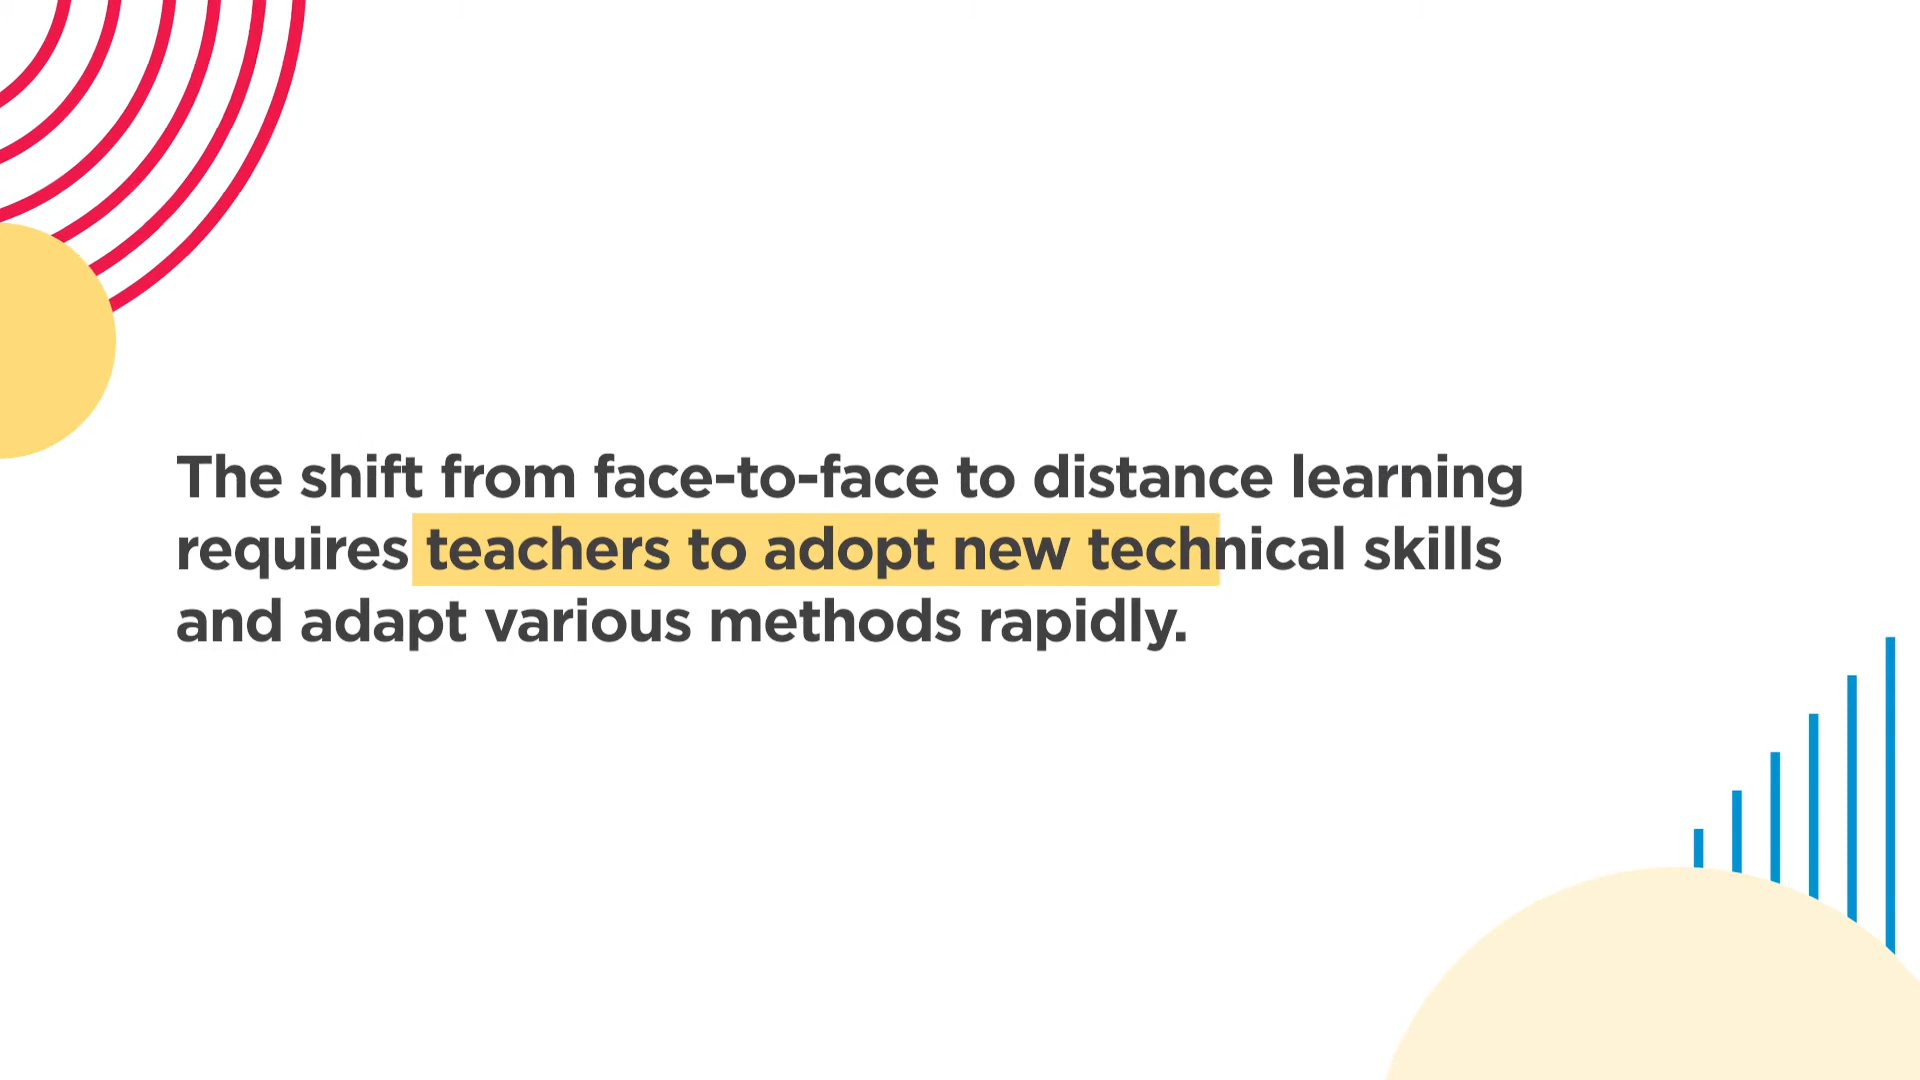 The shift from face-to-face to distance learning
requires teachers to adopt new technical skills
and adapt various methods rapidly.